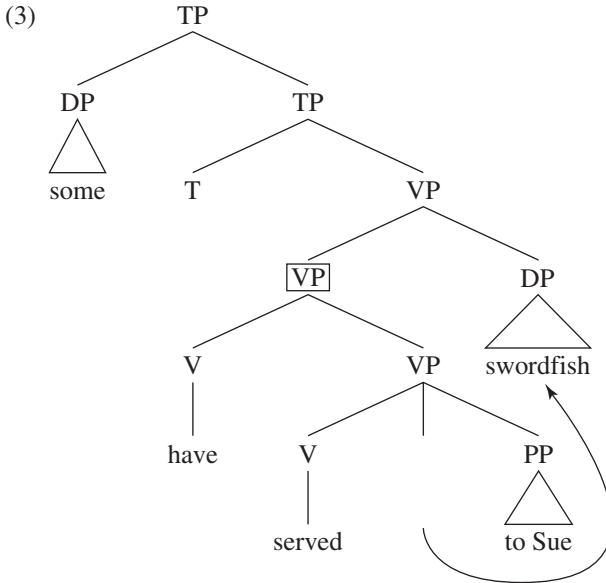 (3) TP
DP TP
some T VP
VP DP
V VP swordfish
have V PP
served to Sue